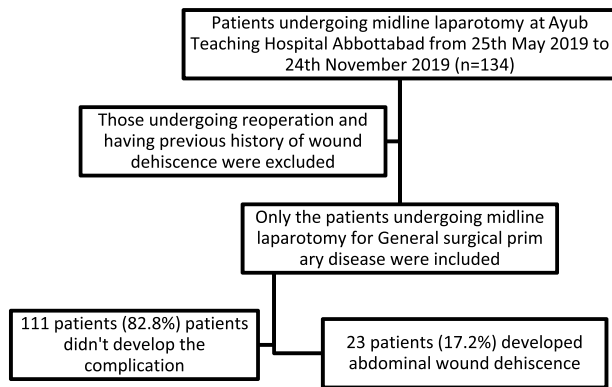 Patients undergoing midline laparotomy at Ayub
Teaching Hospital Abbottabad from 25th May 2019 to
24th November 2019 (n=134)
Those undergoing reoperation and
having previous history of wound
dehiscence were excluded
Only the patients undergoing midline
laparotomy for General surgical prim
ary disease were included
111 patients (82.8%) patients
didn't develop the
complication
23 patients (17.2%) developed
abdominal wound dehiscence